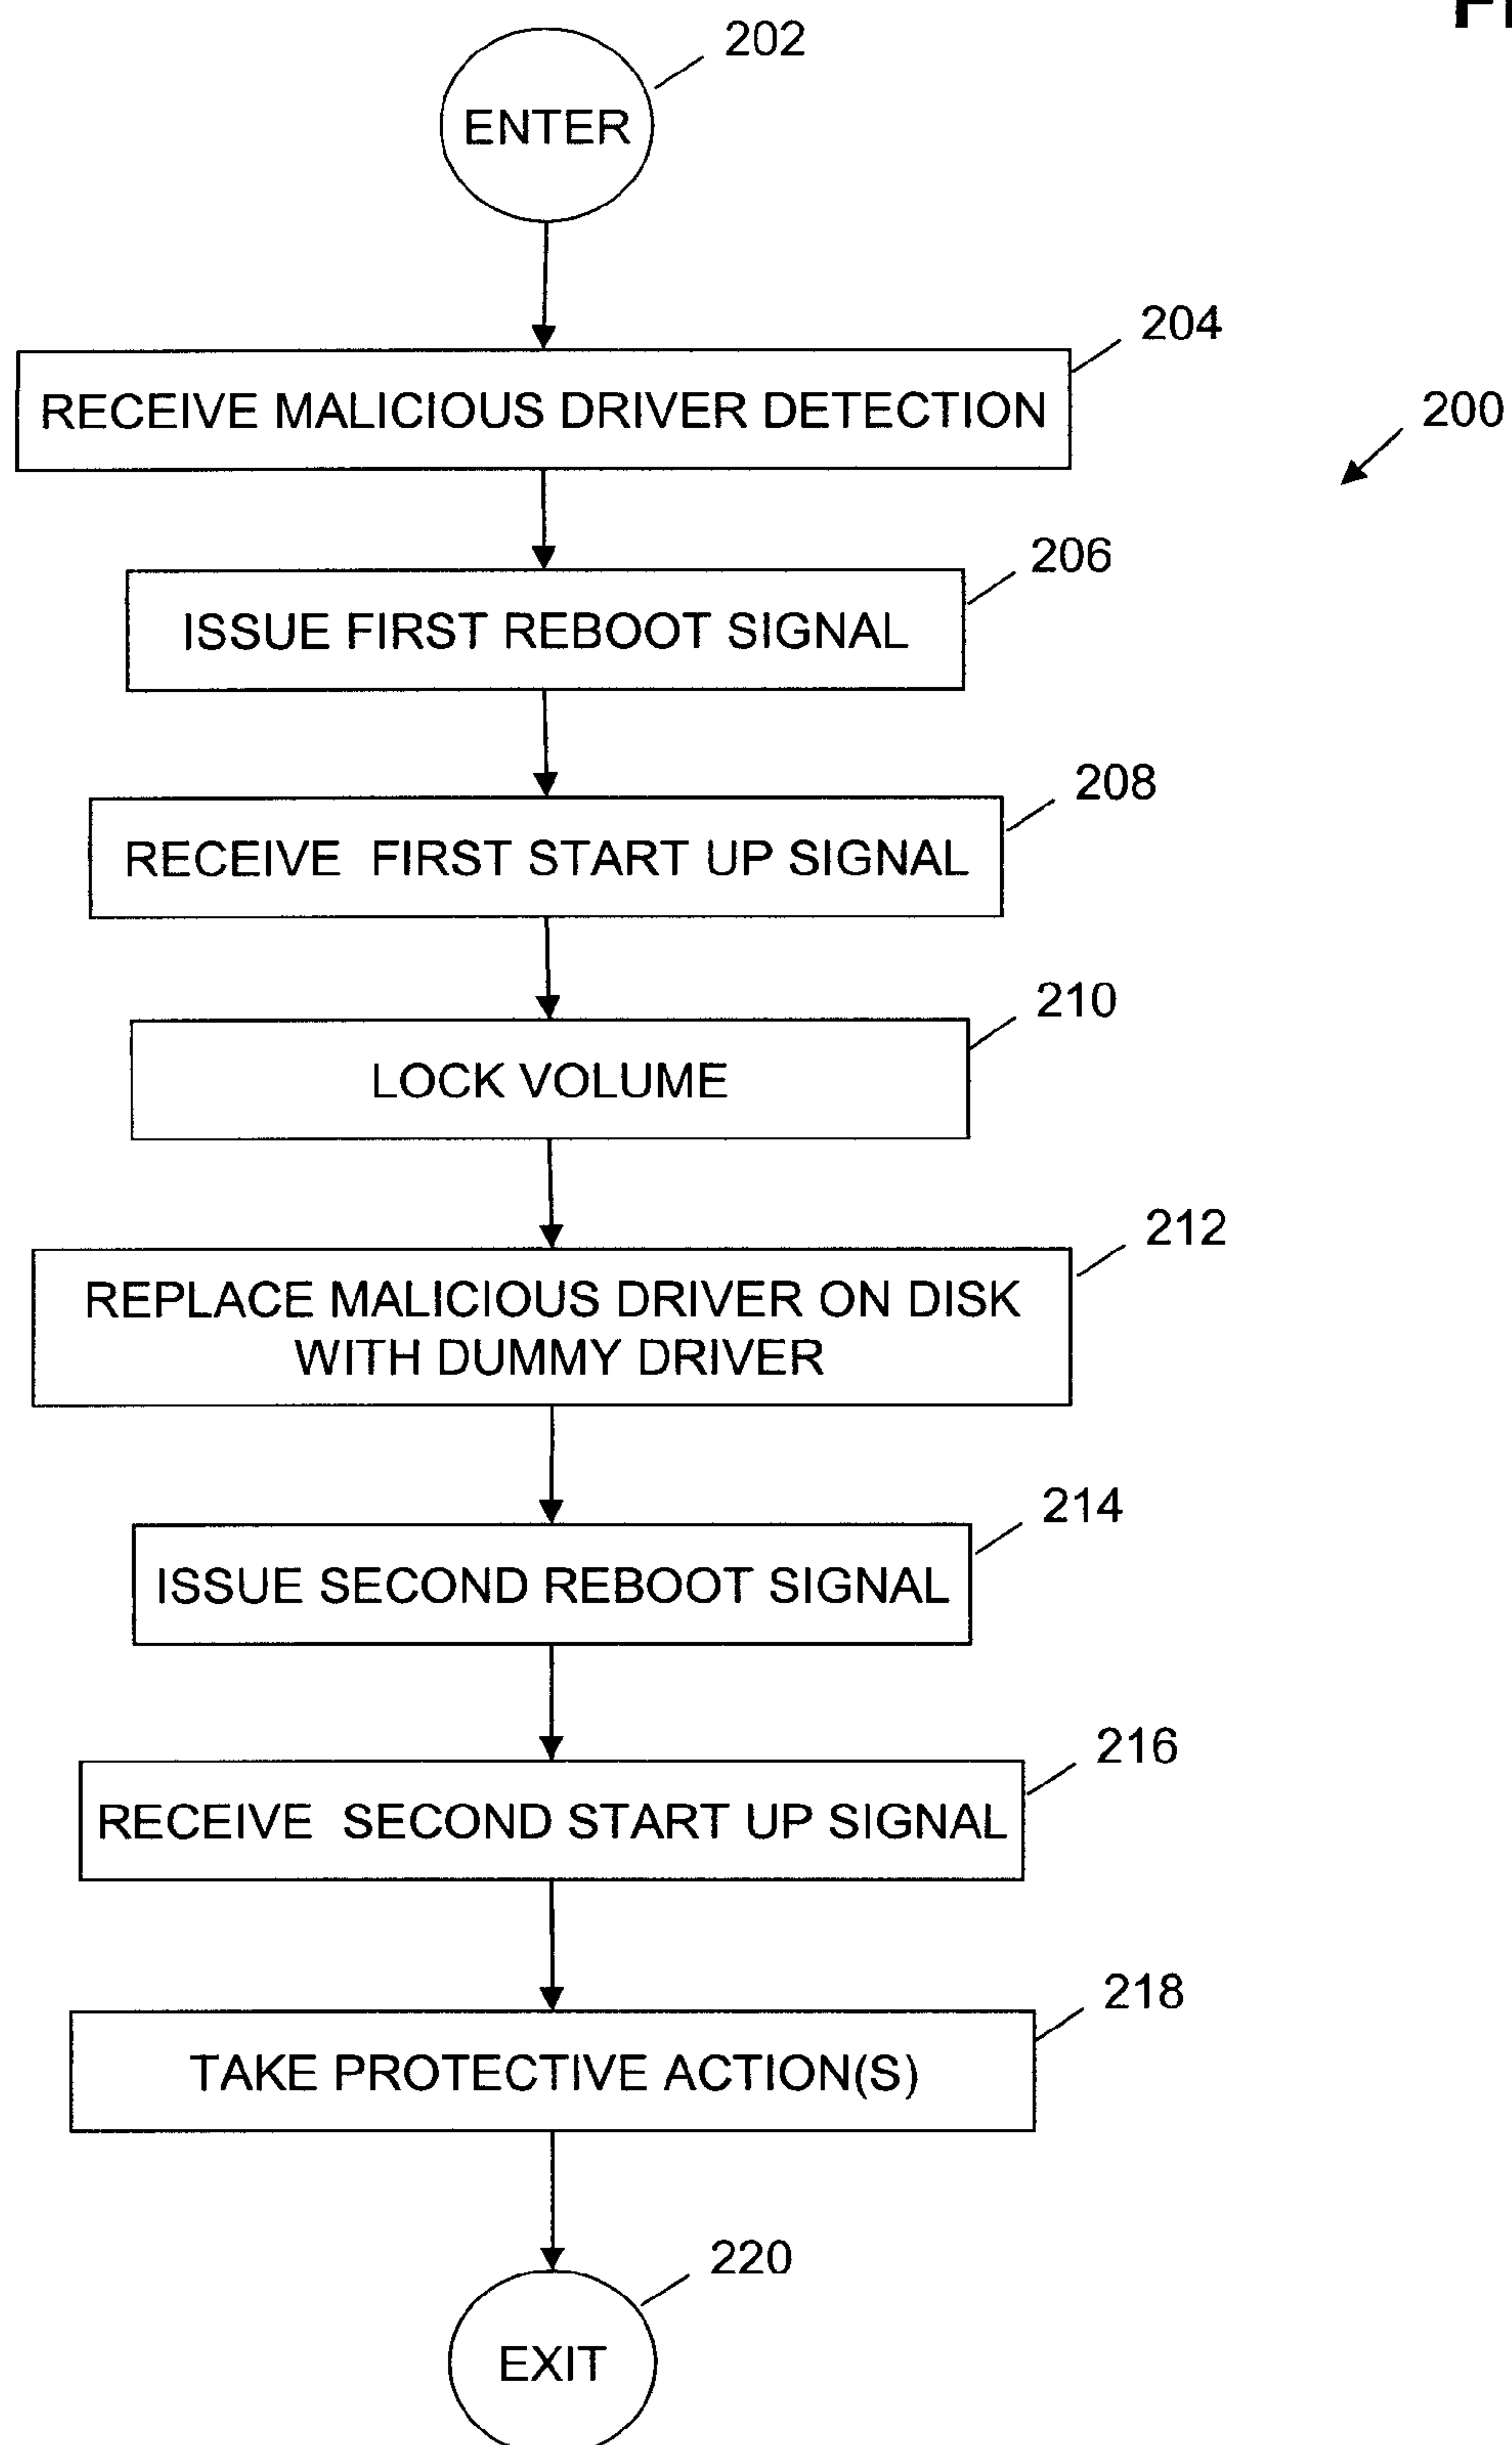 202
ENTER
204
RECEIVE MALICIOUS DRIVER DETECTION
200
206
ISSUE FIRST REBOOT SIGNAL
208
RECEIVE FIRST START UP SIGNAL
210
LOCK VOLUME
212
REPLACE MALICIOUS DRIVER ON DISK
WITH DUMMY DRIVER
214
ISSUE SECOND REBOOT SIGNAL
216
RECEIVE SECOND START UP SIGNAL
218
TAKE PROTECTIVE ACTION(S)
220
EXIT